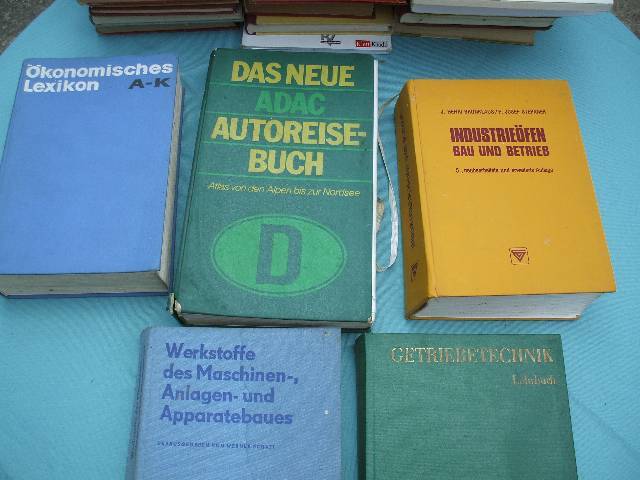 Ökonomisches
Lexikon A-K
DAS NEUE
ADAC
AUTOREISE-
BUCH
Atlas von den Alpen bis zur Nordsee
D
INDUSTRIEÖFEN
BAU UND BETRIEB
Werkstoffe
des Maschinen-,
Anlagen- und
Apparatebaues
GETRIEBETECHNIK
Lehrbuch